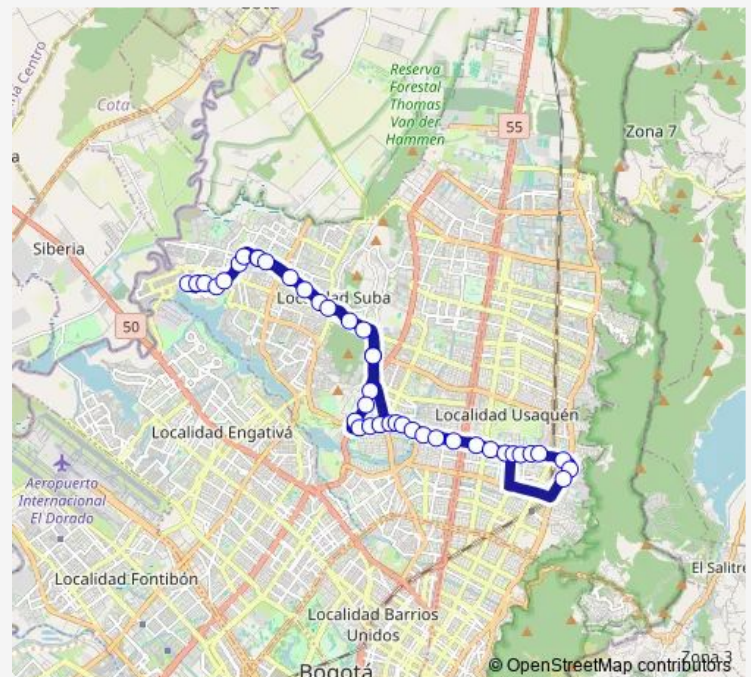 Cota
Reserva
Forestal
Thomas
Van der
Hammen
55
Zona 7
Siberia
50
Localidad Suba
Localidad Usaquén
Localidad Engativá
Aeropuerto
Internacional
El Dorado
Localidad Fontibón
El Salitre
Localidad Barrios
Unidos
Bogotá
Zona 3
© OpenStreetMap contributors